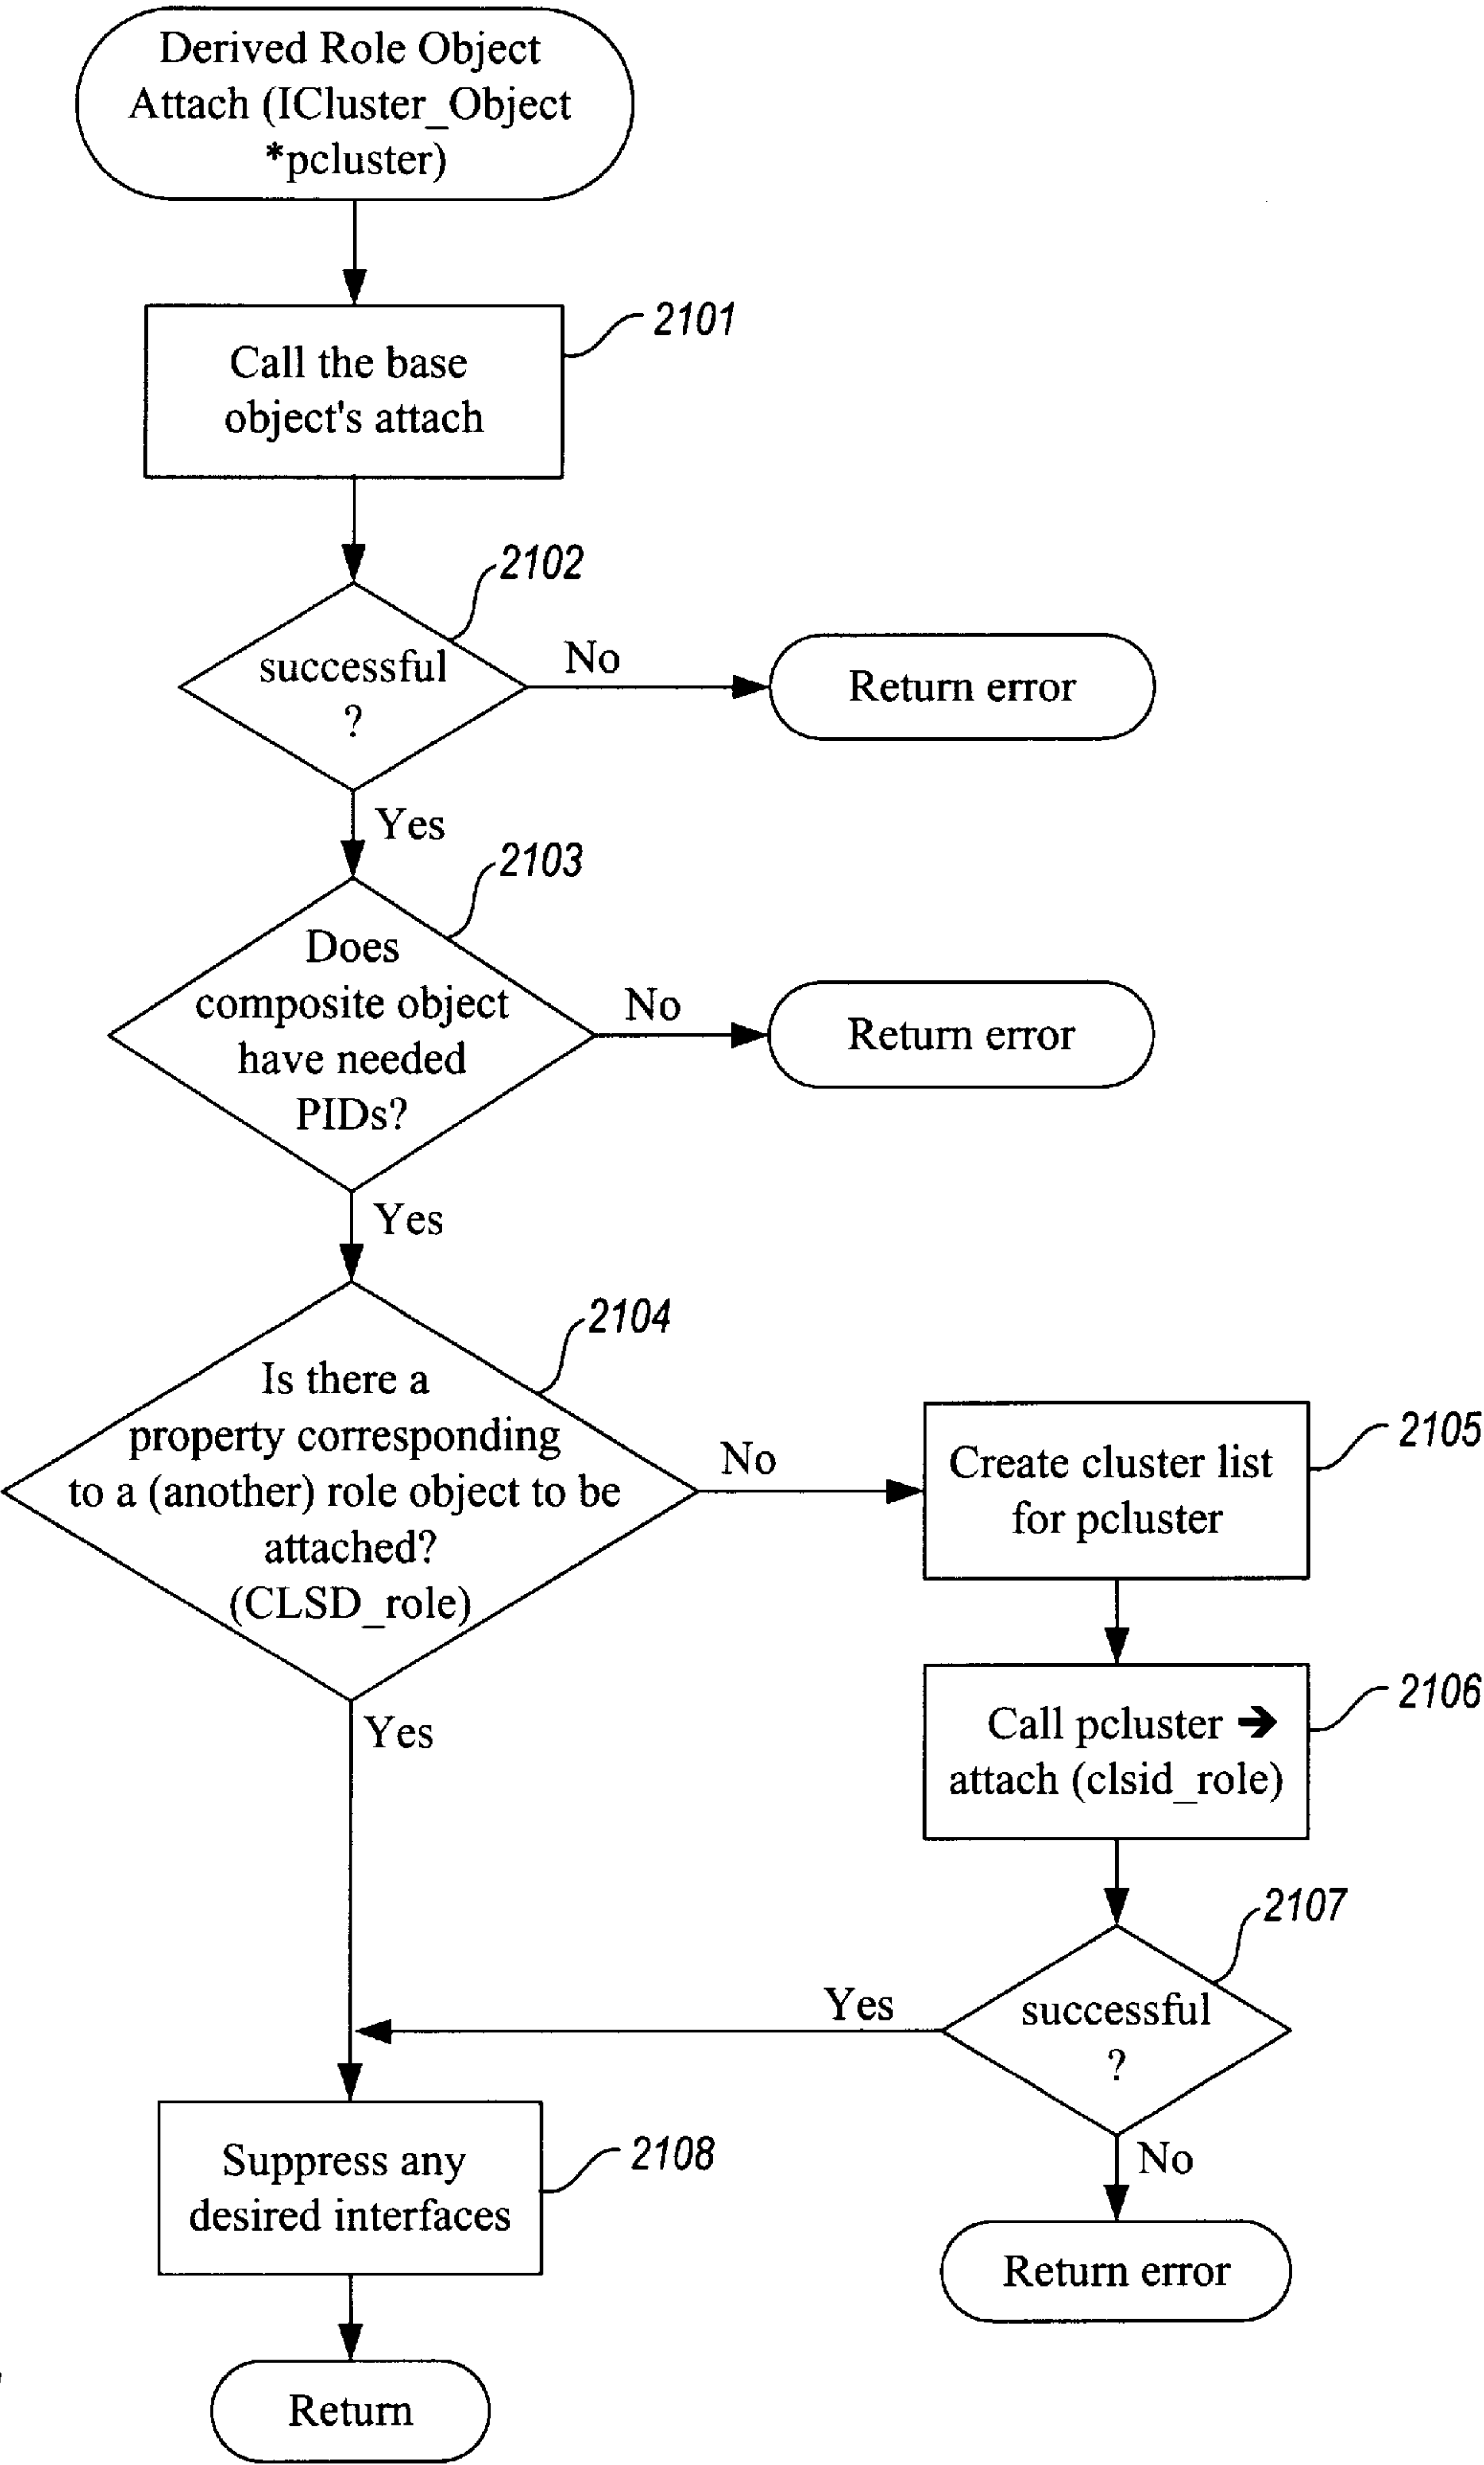 Derived Role Object
Attach (ICluster_Object
*pcluster)
2101
Call the base
object's attach
2102
successful
?
No
Return error
Yes
2103
Does
composite object
have needed
PIDs?
No
Return error
Yes
2104
Is there a
property corresponding
to a (another) role object to be
attached?
(CLSD_role)
No
2105
Create cluster list
for pcluster
2106
Call pcluster ➔
attach (clsid_role)
Yes
2107
successful
?
Yes
No
Return error
2108
Suppress any
desired interfaces
Return